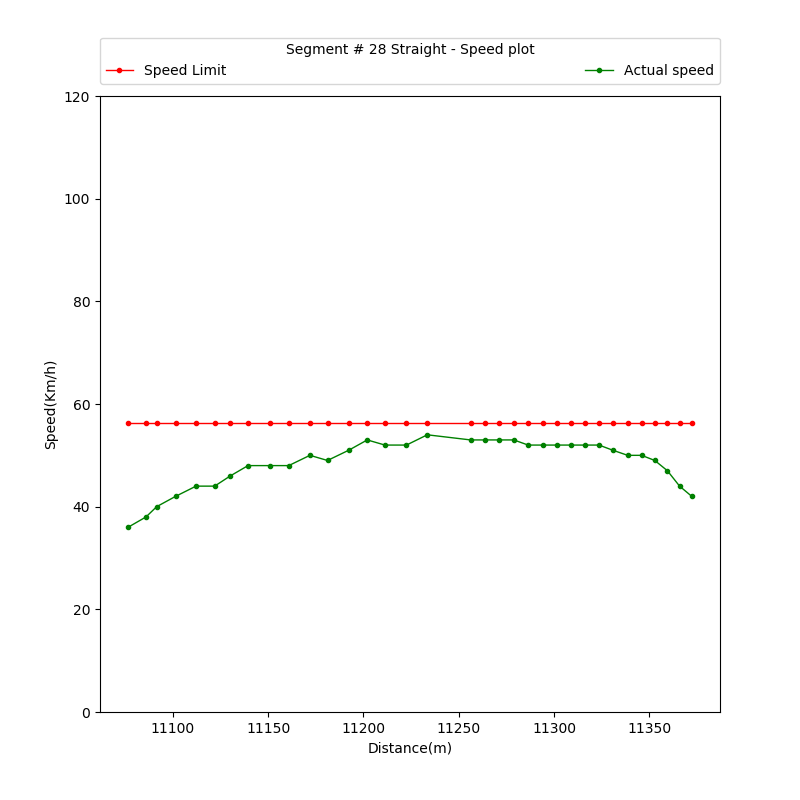 Segment # 28 Straight - Speed plot
Speed Limit
Actual speed
120
100
80
60
40
20
0
Speed(Km/h)
11100
11150
11200
11250
11300
11350
Distance(m)